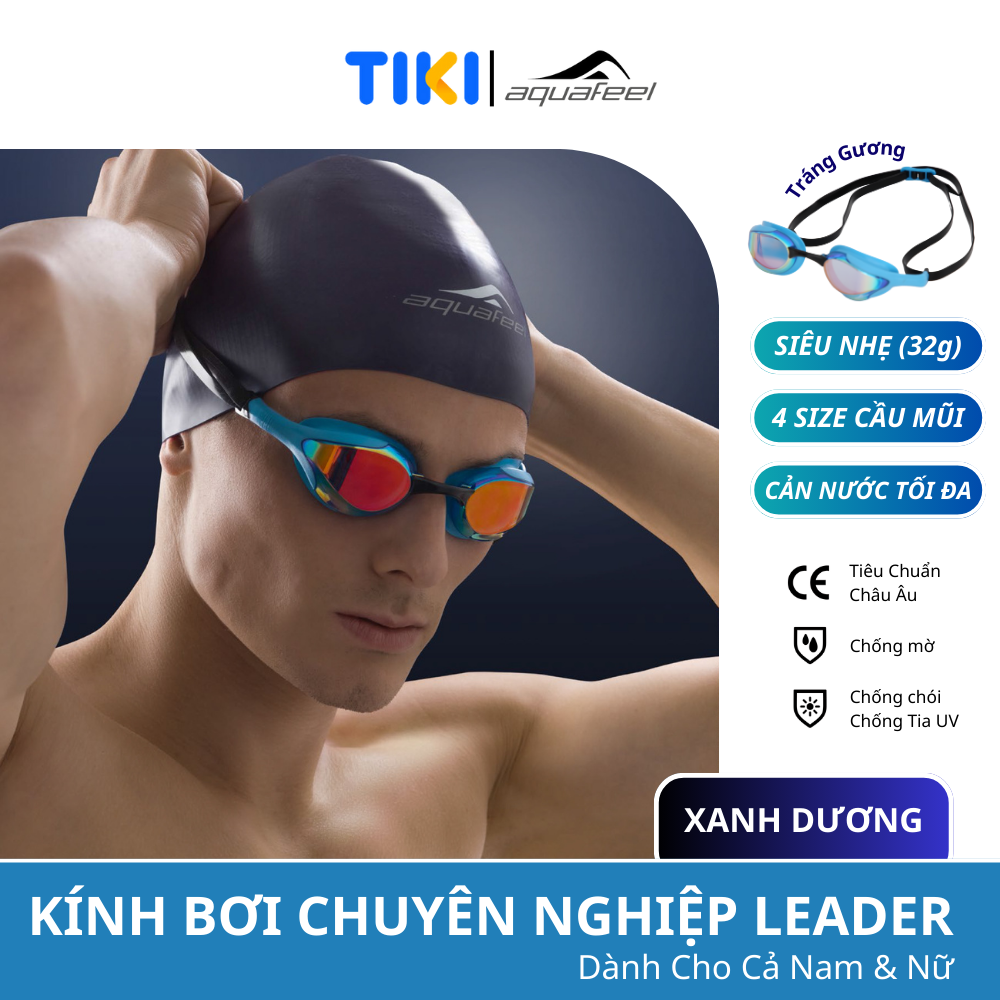 TIKI
aquafeel
Tráng Gương
aquafeel
SIÊU NHẸ (32g)
4 SIZE CẦU MŨI
CẢN NƯỚC TỐI ĐA
CE
Tiêu Chuẩn
Châu Âu
Chống mờ
Chống chói
Chống Tia UV
XANH DƯƠNG
KÍNH BƠI CHUYÊN NGHIỆP LEADER
Dành Cho Cả Nam & Nữ